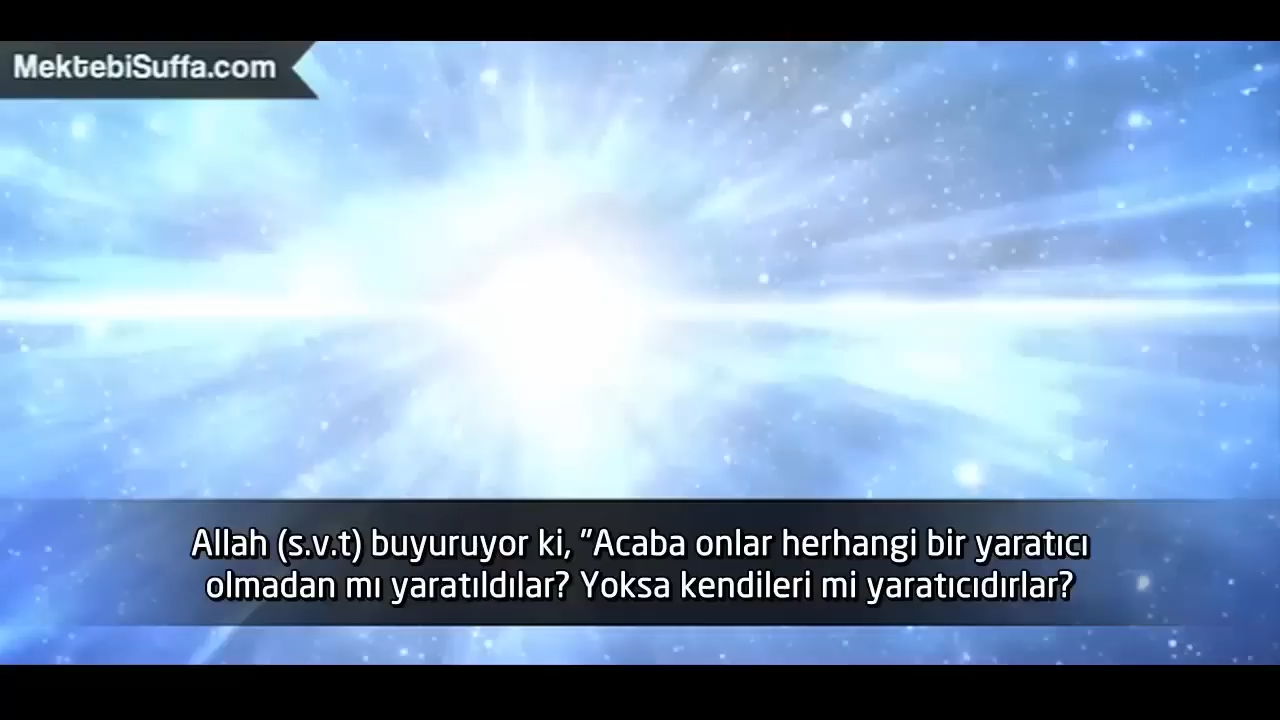 MektebiSuffa.com
Allah (s.v.t) buyuruyor ki, "Acaba onlar herhangi bir yaratıcı
olmadan mı yaratıldılar? Yoksa kendileri mi yaratıcıdırlar?